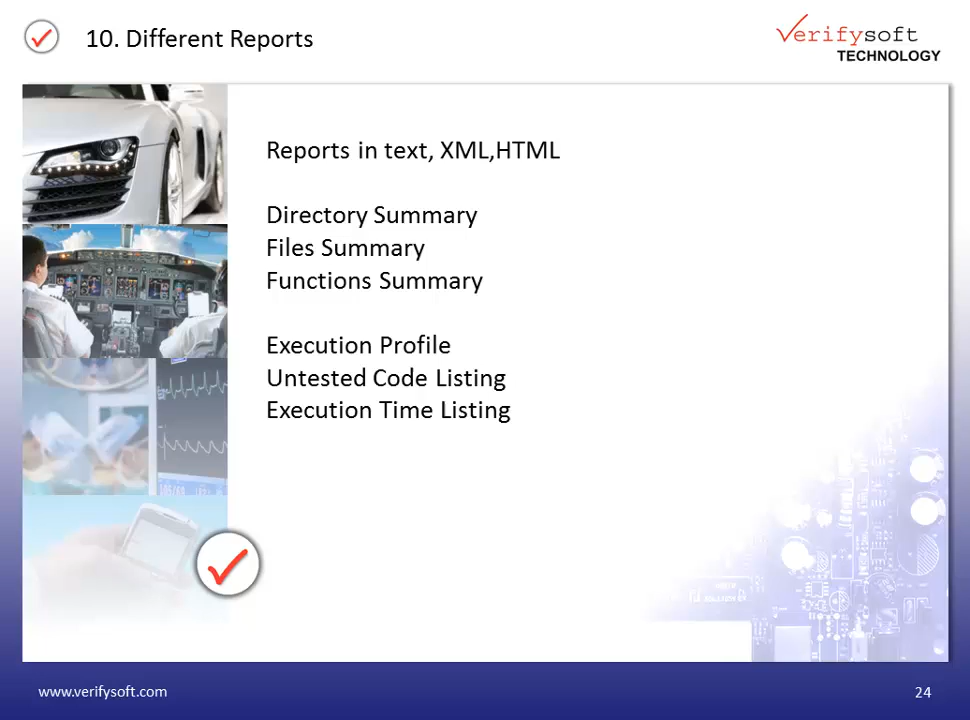 10. Different Reports
Verifysoft
TECHNOLOGY
Reports in text, XML,HTML
Directory Summary
Files Summary
Functions Summary
Execution Profile
Untested Code Listing
Execution Time Listing
www.verifysoft.com
24